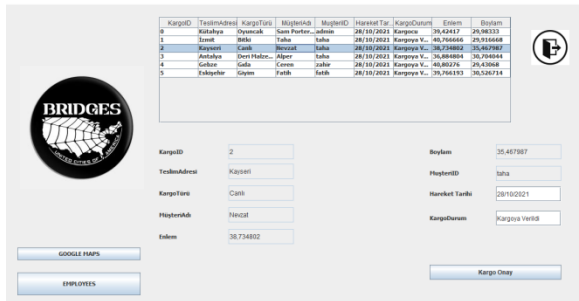 KargoID TeslimAdresi KargoTürü MüşteriAdı MuşteriID Hareket Tar... KargoDurum Enlem Boylam
0 Kütahya Oyuncak Sam Porter... admin 28/10/2021 Kargocu 39,42417 29,98333
1 İzmit Bitki Taha taha 28/10/2021 Kargoya V... 40,766666 29,916668
2 Kayseri Canlı Nevzat taha 28/10/2021 Kargoya V... 38,734802 35,467987
3 Antalya Deri Malze... Alper taha 28/10/2021 Kargoya V... 36,884804 30,704044
4 Gebze Gıda Ceren zahir 28/10/2021 Kargoya V... 40,80276 29,43068
5 Eskişehir Giyim Fatih fatih 28/10/2021 Kargoya V... 39,766193 30,526714
BRIDGES
UNITED CITIES OF AMERICA
KargoID 2
TeslimAdresi Kayseri
KargoTürü Canlı
MüşteriAdı Nevzat
Enlem 38,734802
Boylam 35,467987
MuşteriID taha
Hareket Tarihi 28/10/2021
KargoDurum Kargoya Verildi
GOOGLE MAPS
EMPLOYEES
Kargo Onay